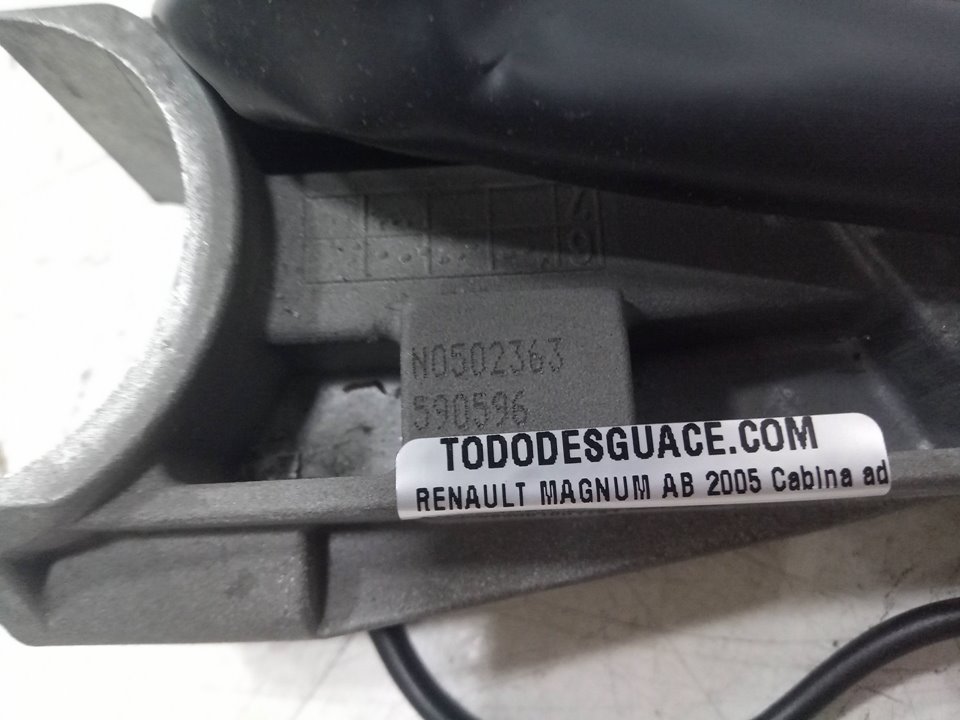 N0502363
590596
TODODESGUACE.COM
RENAULT MAGNUM AB 2005 Cabina ad